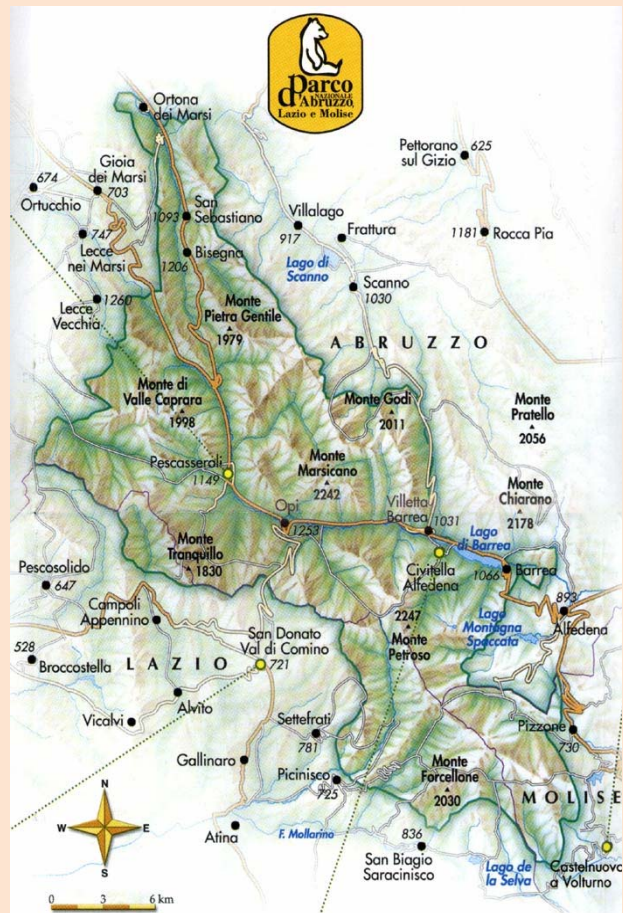 Parco
NAZIONALE
d'Abruzzo,
Lazio e Molise
Ortona
dei Marsi
Pettorano
sul Gizio
625
Gioia
dei Marsi
703
674
Ortucchio
San
Sebastiano
1093
Villalago
917
Frattura
1181
Rocca Pia
747
Lecce
nei Marsi
Bisegna
1206
Lago di
Scanno
Scanno
1030
Lecce
Vecchia
1260
Monte
Pietra Gentile
1979
ABRUZZO
Monte di
Valle Caprara
1998
Monte Godi
2011
Monte
Pratello
2056
Pescasseroli
1149
Monte
Marsicano
2242
Monte
Chiarano
2178
Opi
1253
Villetta
Barrea
1031
Lago
di Barrea
Monte
Tranquillo
1830
Civitella
Alfedena
1066
Barrea
Pescosolido
647
893
Alfedena
Campoli
Appennino
2247
Monte
Petroso
Lago
Montagna
Spaccata
San Donato
Val di Comino
721
528
Broccostella
LAZIO
Alvito
Vicalvi
Settefrati
781
Pizzone
730
Gallinaro
Picinisco
725
Monte
Forcellone
2030
MOLISE
N
W
E
S
Atina
F. Mollarino
836
San Biagio
Saracinisco
Lago de
la Selva
Castelnuovo
a Volturno
0
3
6 km